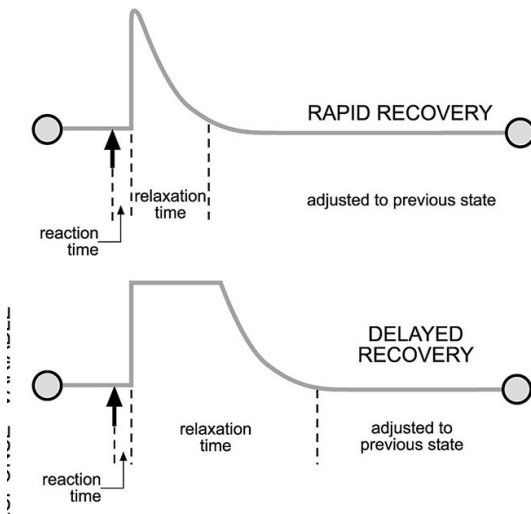 RAPID RECOVERY
relaxation
time
adjusted to previous state
reaction
time
DELAYED
RECOVERY
relaxation
time
adjusted to
previous state
reaction
time